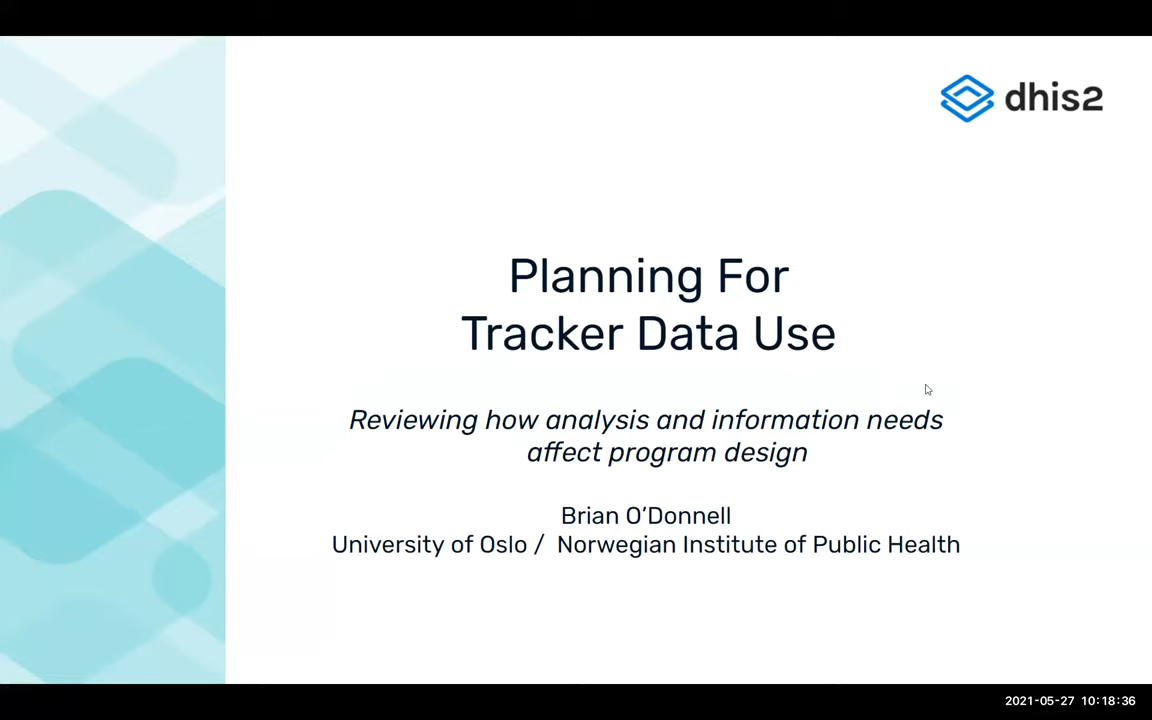 dhis2
Planning For
Tracker Data Use
Reviewing how analysis and information needs
affect program design
Brian O’Donnell
University of Oslo / Norwegian Institute of Public Health
2021-05-27 10:18:36